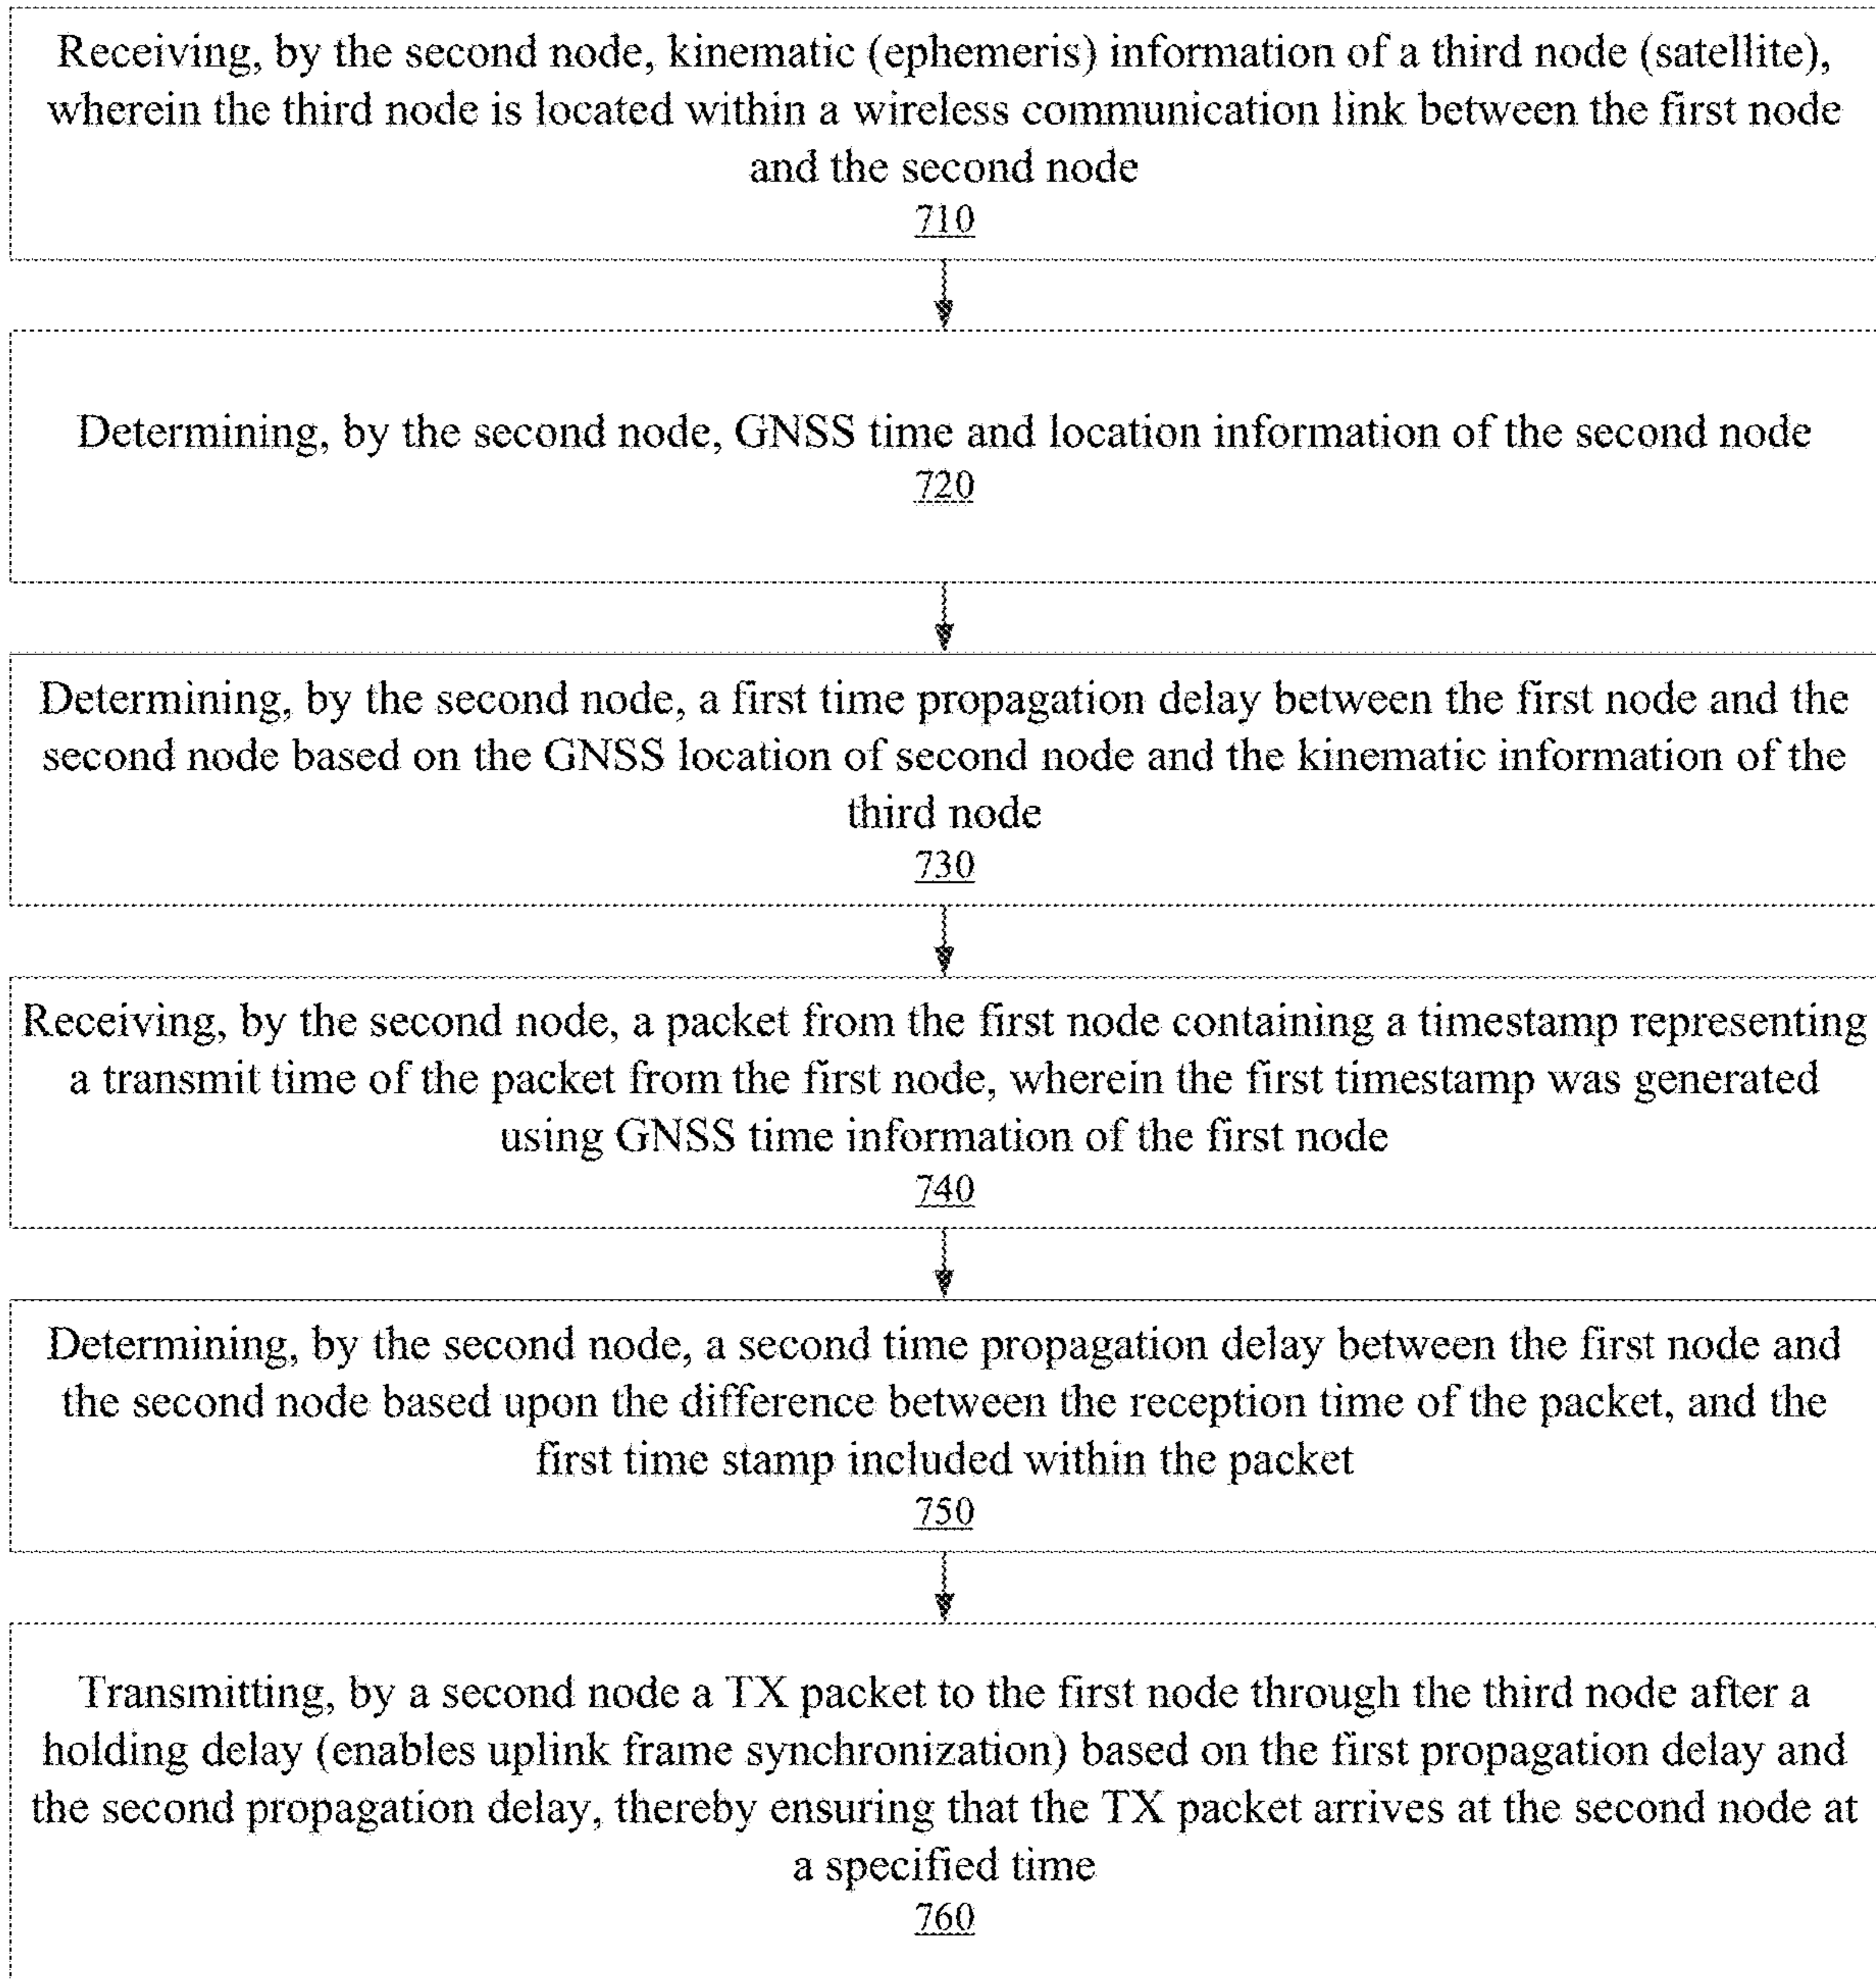 Receiving, by the second node, kinematic (ephemeris) information of a third node (satellite),
wherein the third node is located within a wireless communication link between the first node
and the second node
710
Determining, by the second node, GNSS time and location information of the second node
720
Determining, by the second node, a first time propagation delay between the first node and the
second node based on the GNSS location of second node and the kinematic information of the
third node
730
Receiving, by the second node, a packet from the first node containing a timestamp representing
a transmit time of the packet from the first node, wherein the first timestamp was generated
using GNSS time information of the first node
740
Determining, by the second node, a second time propagation delay between the first node and
the second node based upon the difference between the reception time of the packet, and the
first time stamp included within the packet
750
Transmitting, by a second node a TX packet to the first node through the third node after a
holding delay (enables uplink frame synchronization) based on the first propagation delay and
the second propagation delay, thereby ensuring that the TX packet arrives at the second node at
a specified time
760